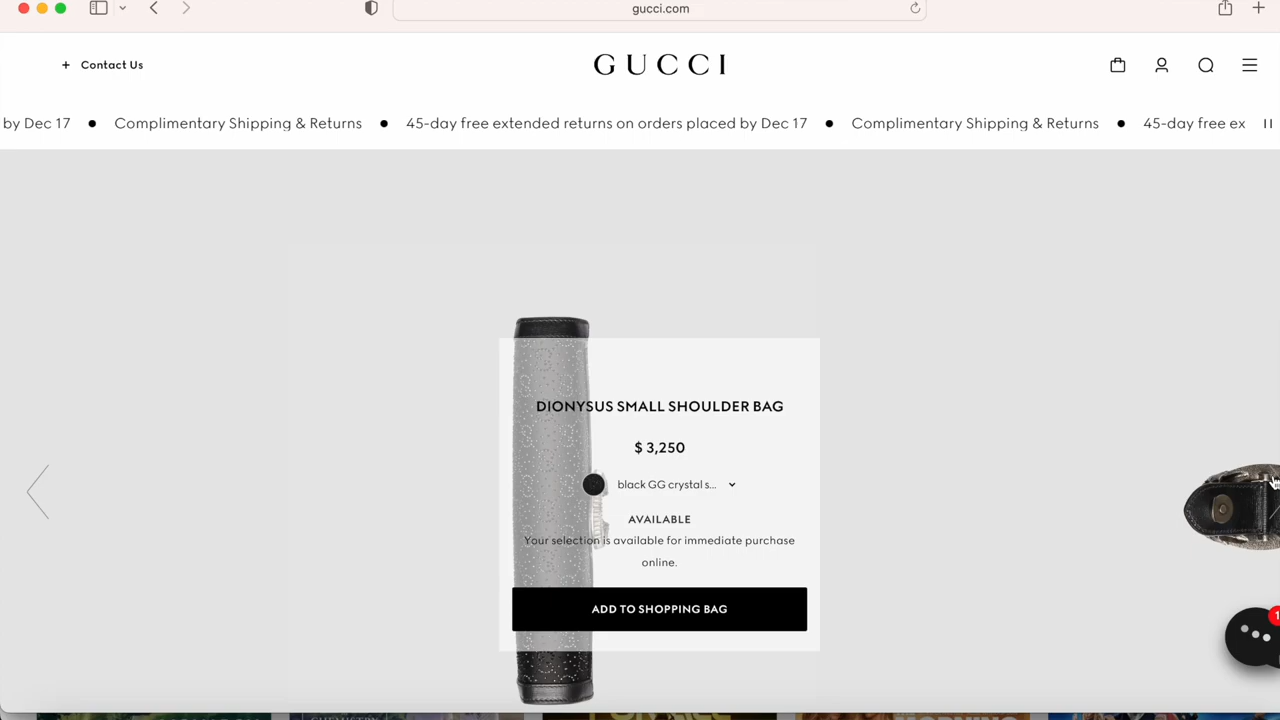 gucci.com
+ Contact Us
GUCCI
by Dec 17 ● Complimentary Shipping & Returns ● 45-day free extended returns on orders placed by Dec 17 ● Complimentary Shipping & Returns ● 45-day free ex
DIONYSUS SMALL SHOULDER BAG
$ 3,250
black GG crystal s...
AVAILABLE
Your selection is available for immediate purchase
online.
ADD TO SHOPPING BAG
1